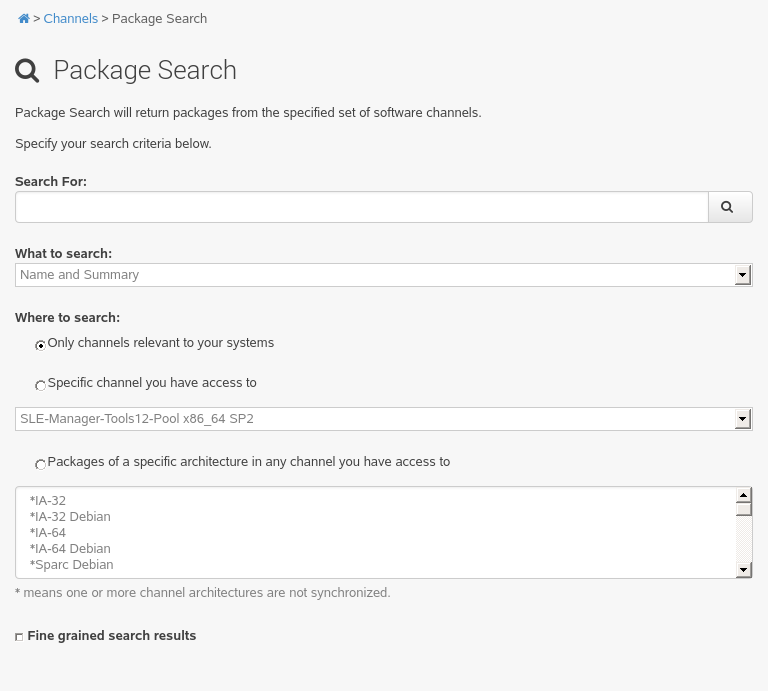 > Channels > Package Search
Package Search
Package Search will return packages from the specified set of software channels.
Specify your search criteria below.
Search For:
What to search:
Name and Summary
Where to search:
Only channels relevant to your systems
Specific channel you have access to
SLE-Manager-Tools12-Pool x86_64 SP2
Packages of a specific architecture in any channel you have access to
*IA-32
*IA-32 Debian
*IA-64
*IA-64 Debian
*Sparc Debian
* means one or more channel architectures are not synchronized.
Fine grained search results